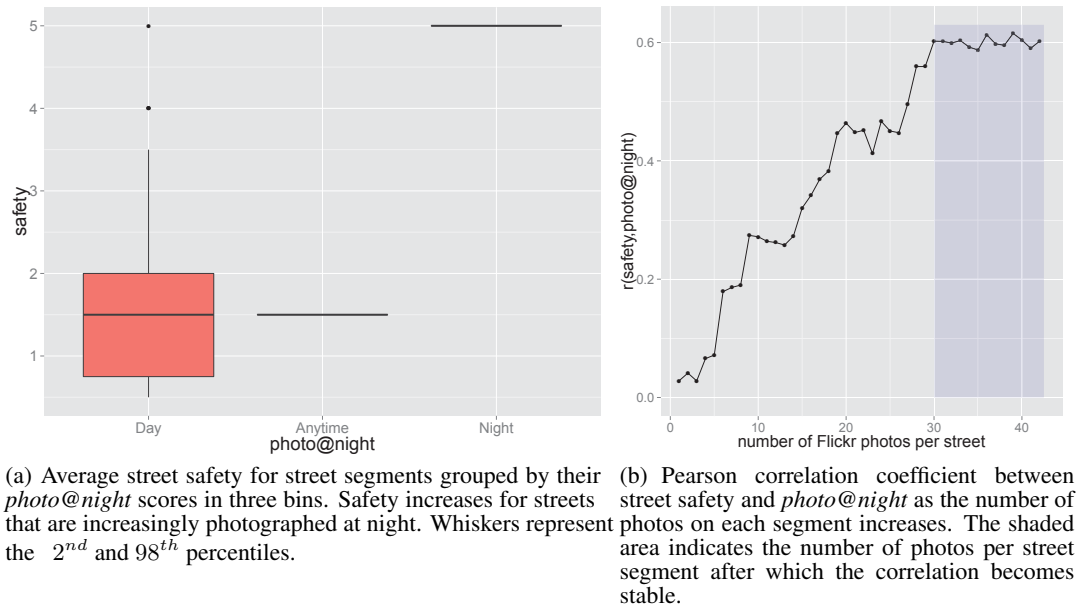 5
4
3
2
1
safety
Day
Anytime
Night
photo@night
0.6
0.4
0.2
0.0
r(safety,photo@night)
0
10
20
30
40
number of Flickr photos per street
(a) Average street safety for street segments grouped by their
photo@night scores in three bins. Safety increases for streets
that are increasingly photographed at night. Whiskers represent
the 2nd and 98th percentiles.
(b) Pearson correlation coefficient between
street safety and photo@night as the number of
photos on each segment increases. The shaded
area indicates the number of photos per street
segment after which the correlation becomes
stable.